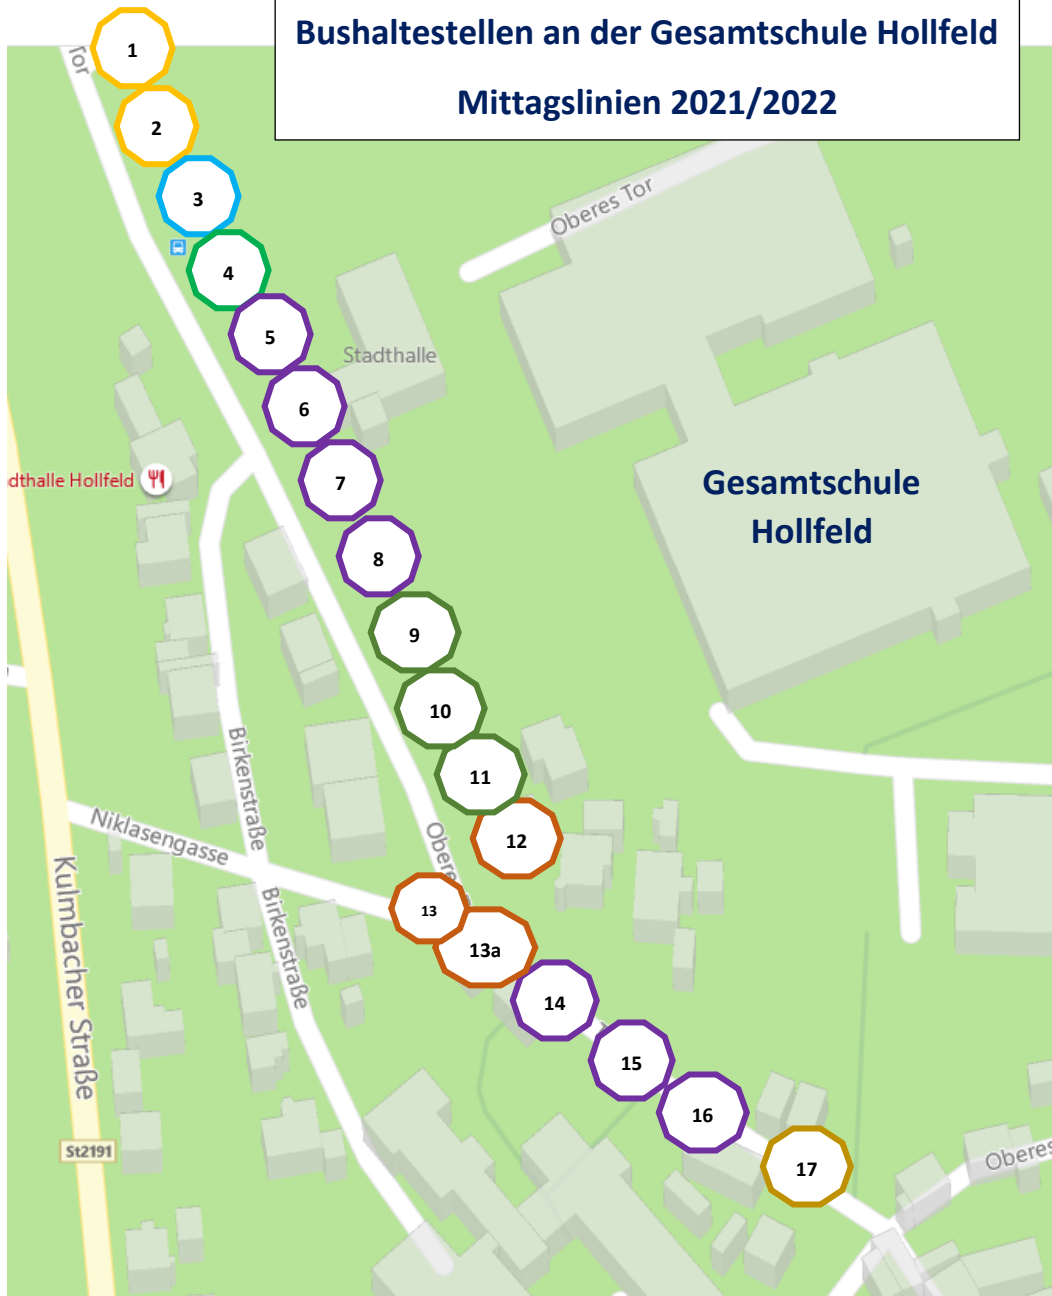 Bushaltestellen an der Gesamtschule Hollfeld
Mittagslinien 2021/2022
Tor
1
2
3
4
5
6
7
8
9
10
11
12
13
13a
14
15
16
17
Oberes Tor
Stadthalle
dthalle Hollfeld
Gesamtschule
Hollfeld
Birkenstraße
Niklasengasse
Obere
Birkenstraße
Kulmbacher Straße
St2191
Oberes